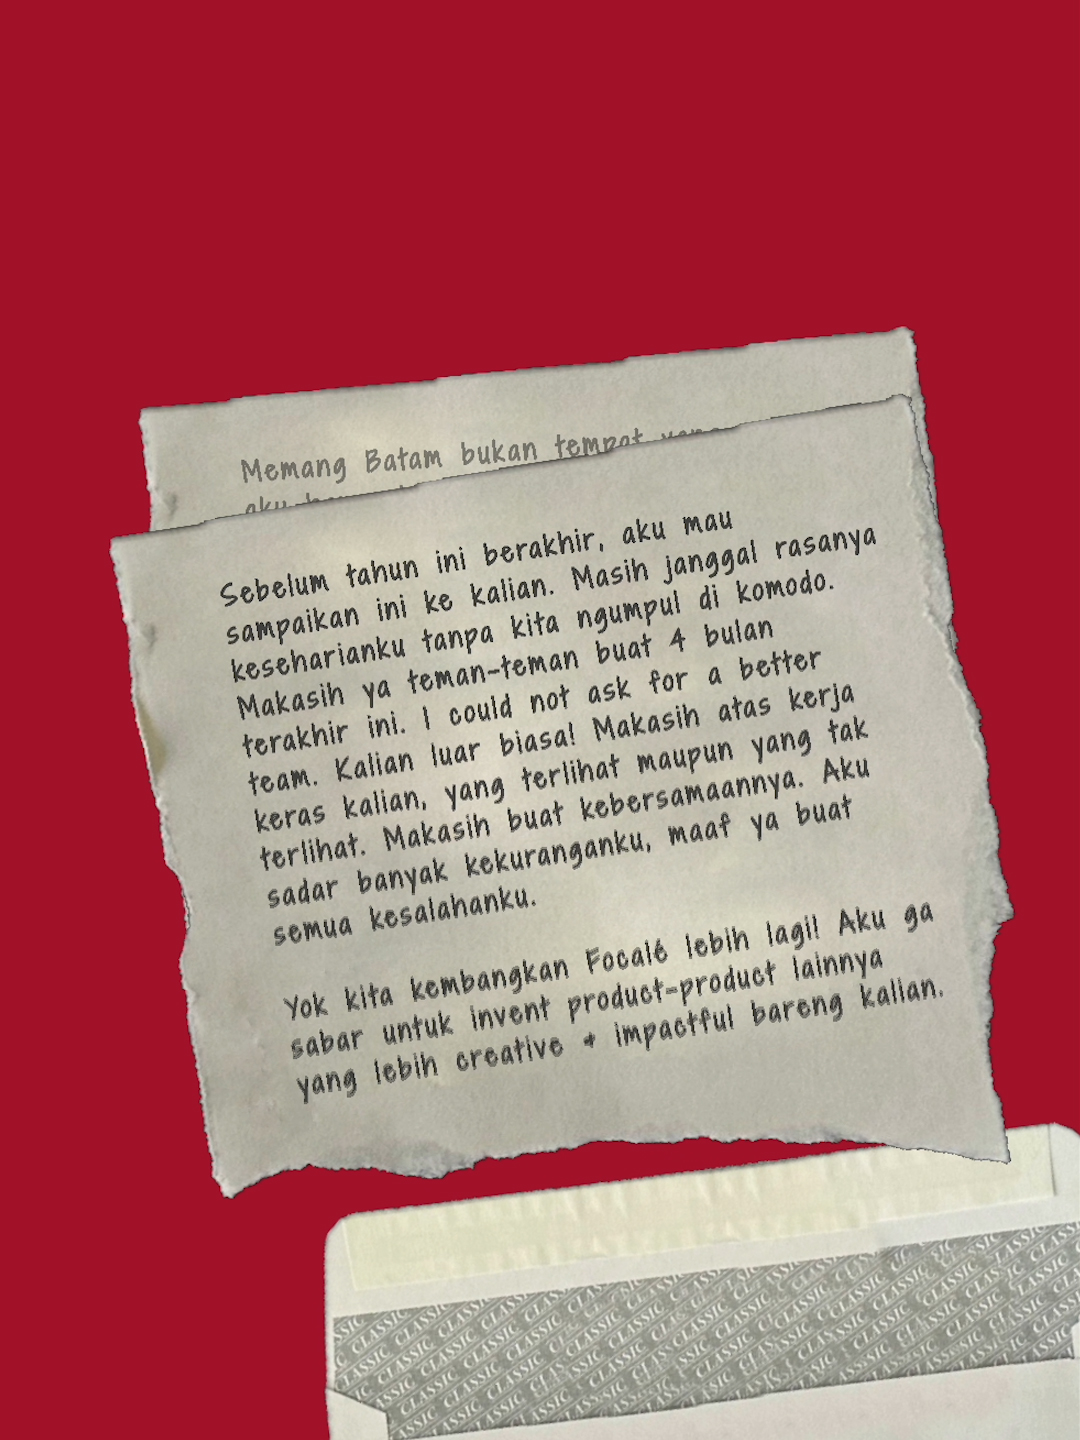 Memang Batam bukan tempat yang
aku
Sebelum tahun ini berakhir, aku mau
sampaikan ini ke kalian. Masih janggal rasanya
keseharianku tanpa kita ngumpul di komodo.
Makasih ya teman-teman buat 4 bulan
terakhir ini. I could not ask for a better
team. Kalian luar biasa! Makasih atas kerja
keras kalian, yang terlihat maupun yang tak
terlihat. Makasih buat kebersamaannya. Aku
sadar banyak kekuranganku, maaf ya buat
semua kesalahanku.
Yok kita kembangkan Focalé lebih lagi! Aku ga
sabar untuk invent product-product lainnya
yang lebih creative & impactful bareng kalian.
CLASSIC CLASSIC CLASSIC CLASSIC